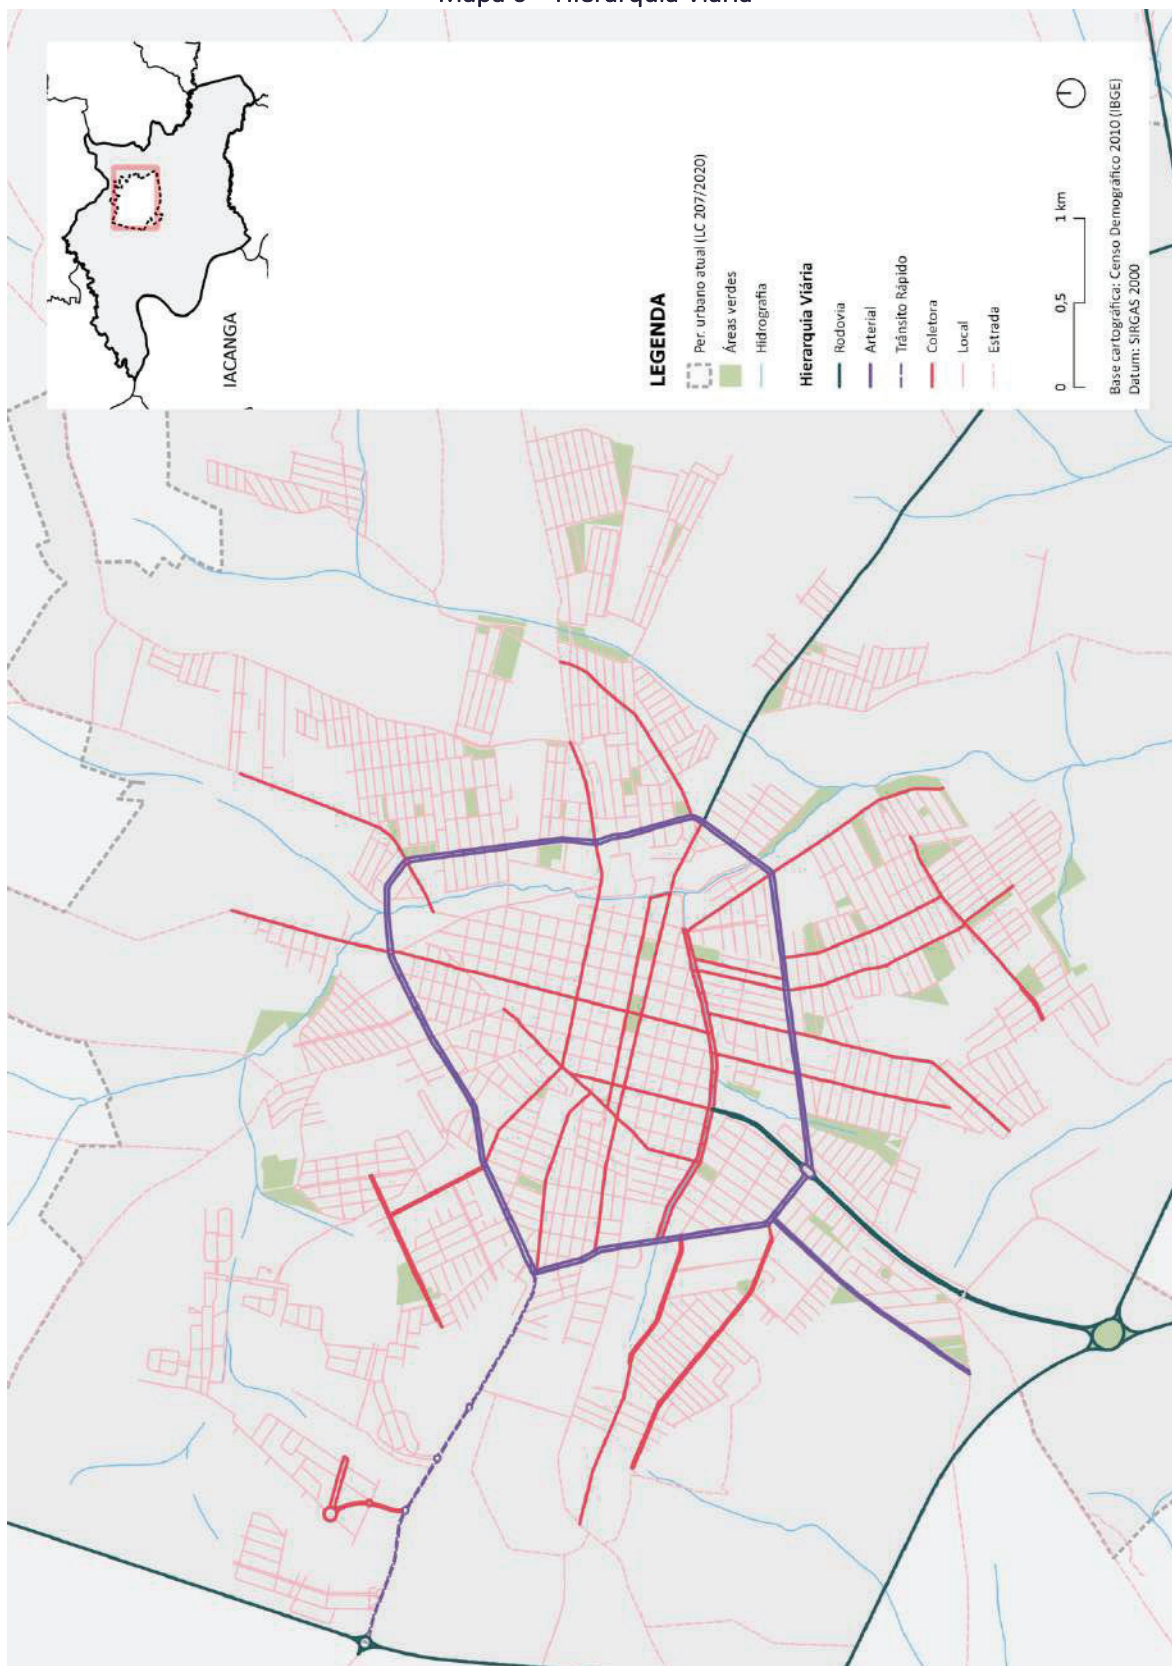 Mapa 3 – Hierarquia Viária
IACANGA
LEGENDA
Per. urbano atual (LC 207/2020)
Áreas verdes
Hidrografia
Hierarquia Viária
Rodovia
Arterial
Trânsito Rápido
Coletora
Local
Estrada
0 0,5 1 km
Base cartográfica: Censo Demográfico 2010 (IBGE)
Datum: SIRGAS 2000